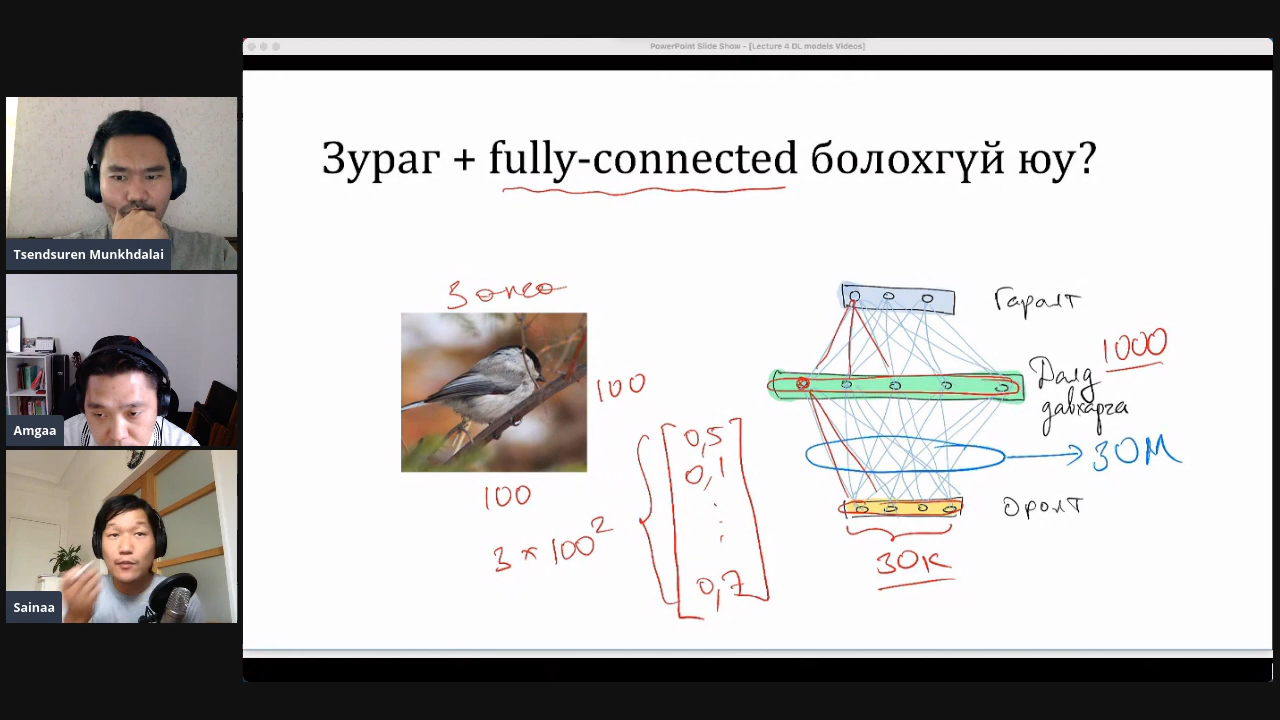 PowerPoint Slide Show - [Lecture 4 DL models Videos]
Зураг + fully-connected болохгүй юу?
Tsendsuren Munkhdalai
Amgaa
Sainaa
3 өнгө
100
100
3 × 100²
0,5
0,1
0,7
Гаралт
1000
Далд
давхарга
30M
Оролт
30K